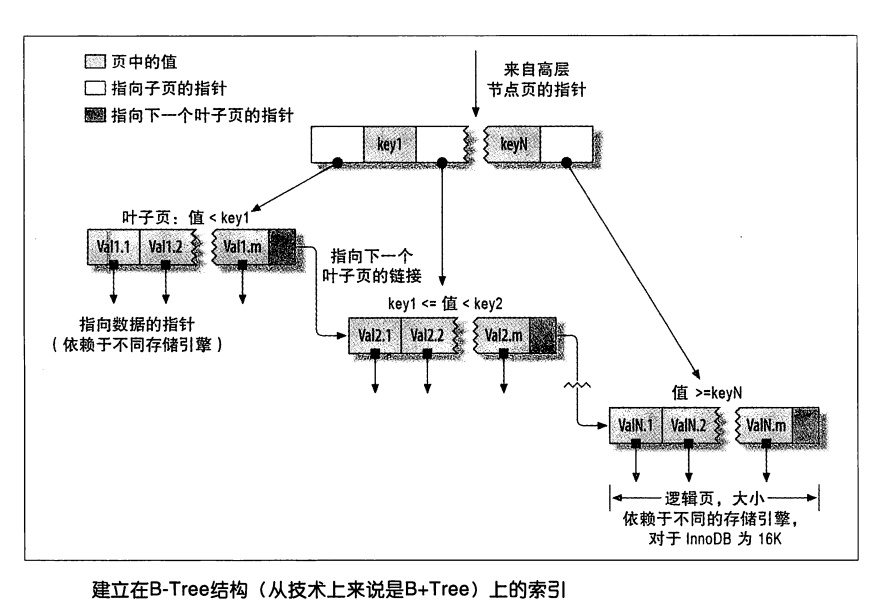 页中的值
指向子页的指针
指向下一个叶子页的指针
来自高层
节点页的指针
key1
keyN
叶子页：值 < key1
Val1.1
Val1.2
Val1.m
指向下一个
叶子页的链接
指向数据的指针
（依赖于不同存储引擎）
key1 <= 值 < key2
Val2.1
Val2.2
Val2.m
值 >=keyN
ValN.1
ValN.2
ValN.m
逻辑页，大小
依赖于不同的存储引擎，
对于 InnoDB 为 16K
建立在B-Tree结构（从技术上来说是B+Tree）上的索引